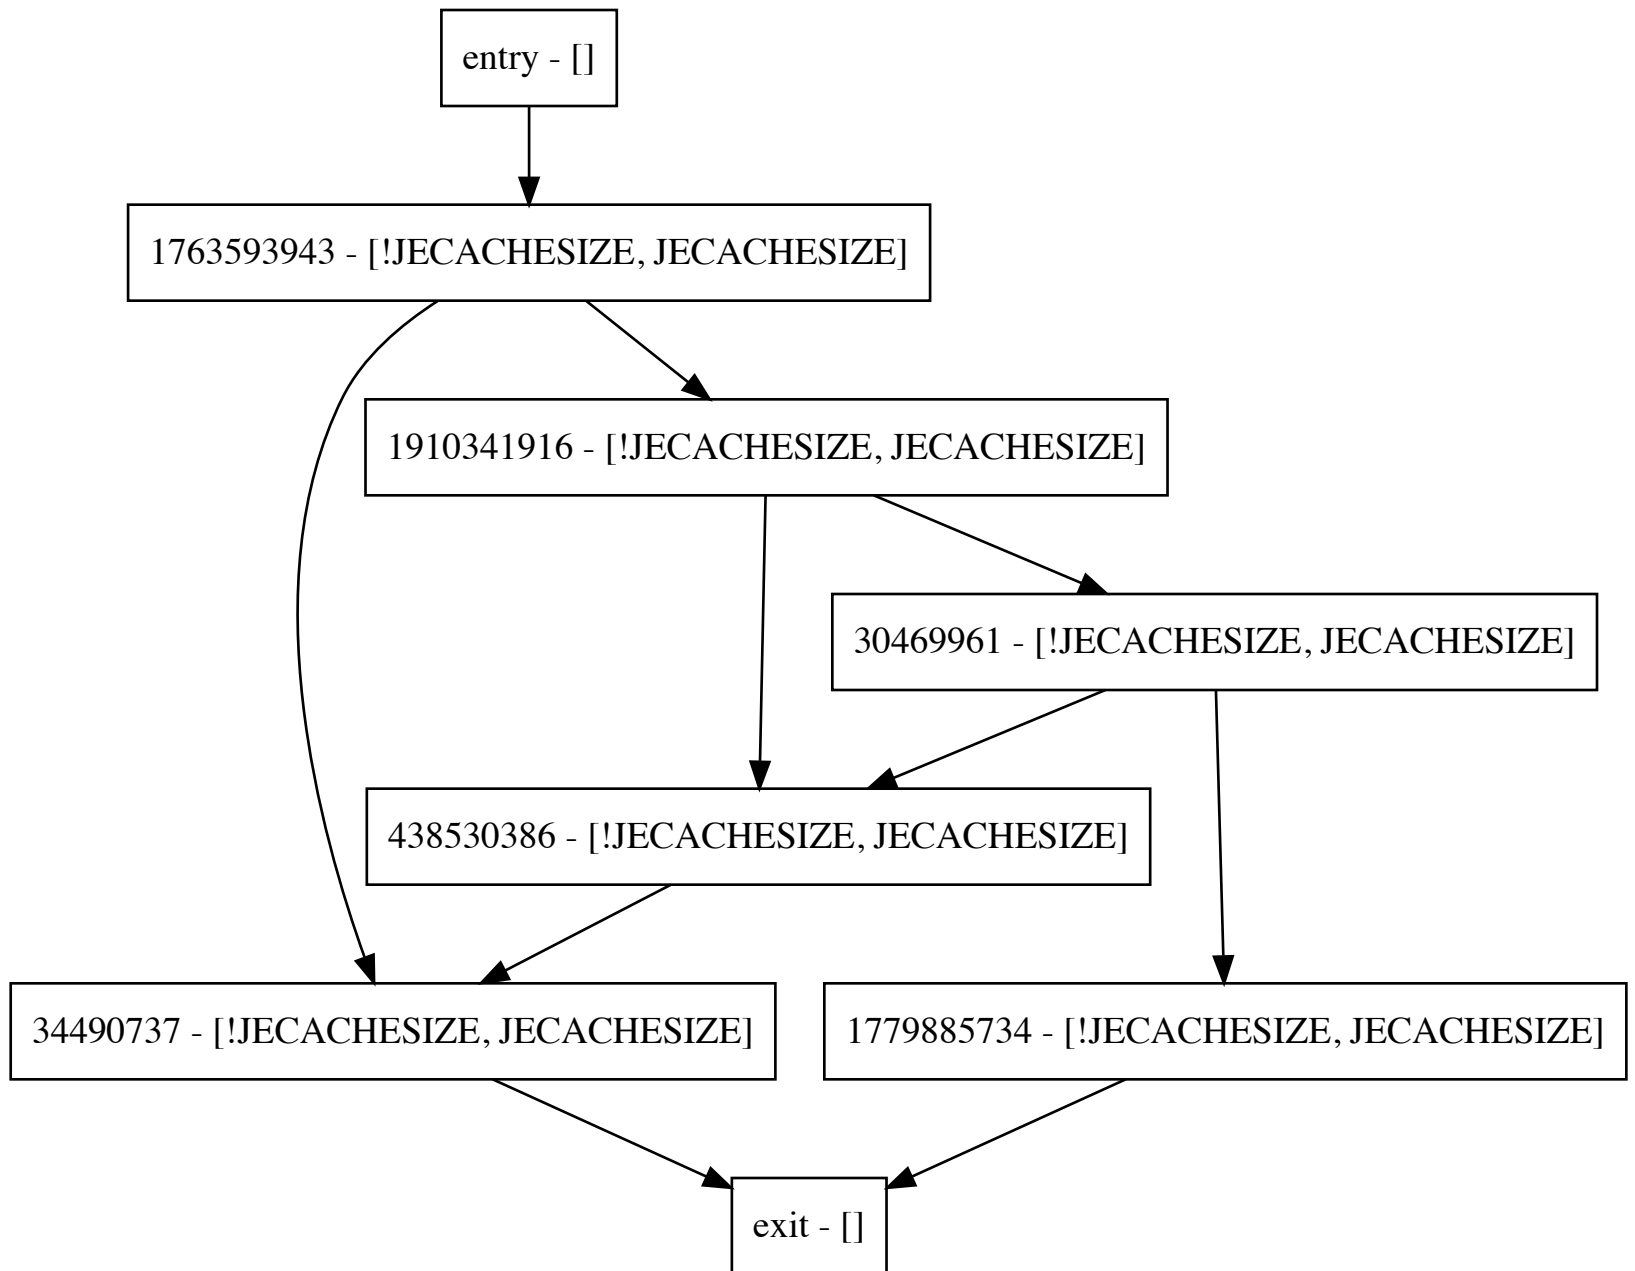 entry - []
1763593943 - [!JECACHESIZE, JECACHESIZE]
1910341916 - [!JECACHESIZE, JECACHESIZE]
30469961 - [!JECACHESIZE, JECACHESIZE]
438530386 - [!JECACHESIZE, JECACHESIZE]
34490737 - [!JECACHESIZE, JECACHESIZE]
1779885734 - [!JECACHESIZE, JECACHESIZE]
exit - []